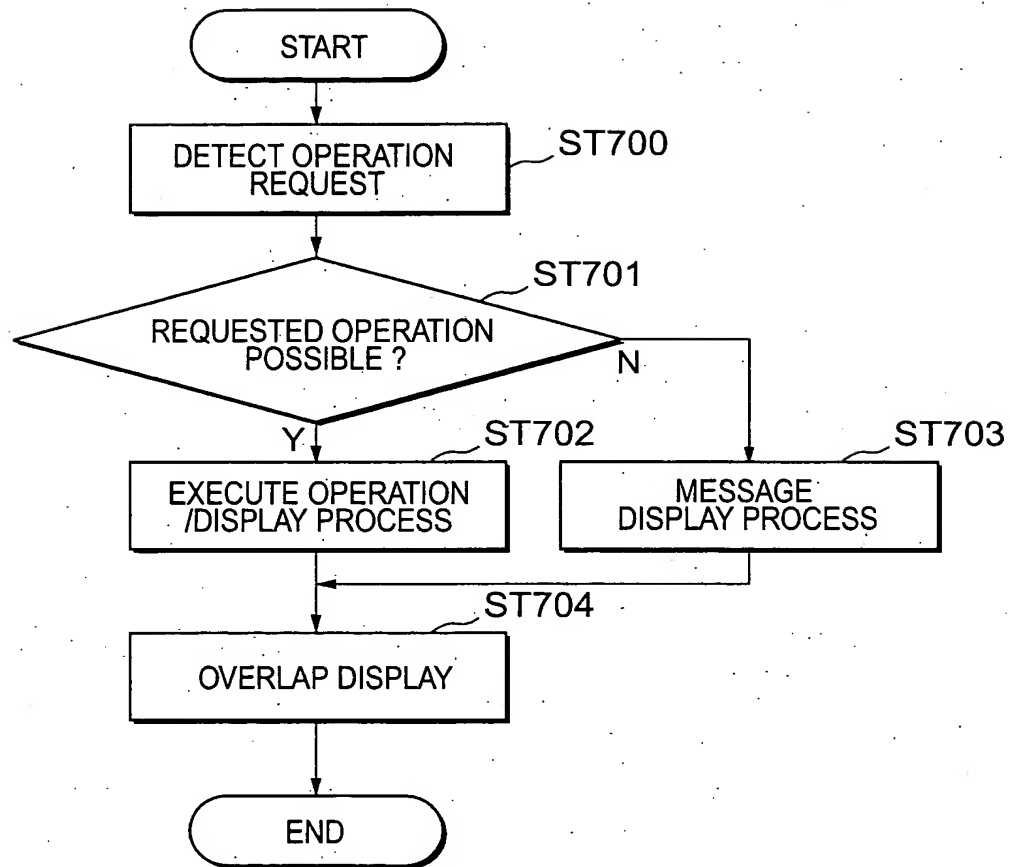 START
ST700
DETECT OPERATION
REQUEST
ST701
REQUESTED OPERATION
POSSIBLE ?
N
Y
ST702
ST703
EXECUTE OPERATION
/DISPLAY PROCESS
MESSAGE
DISPLAY PROCESS
ST704
OVERLAP DISPLAY
END